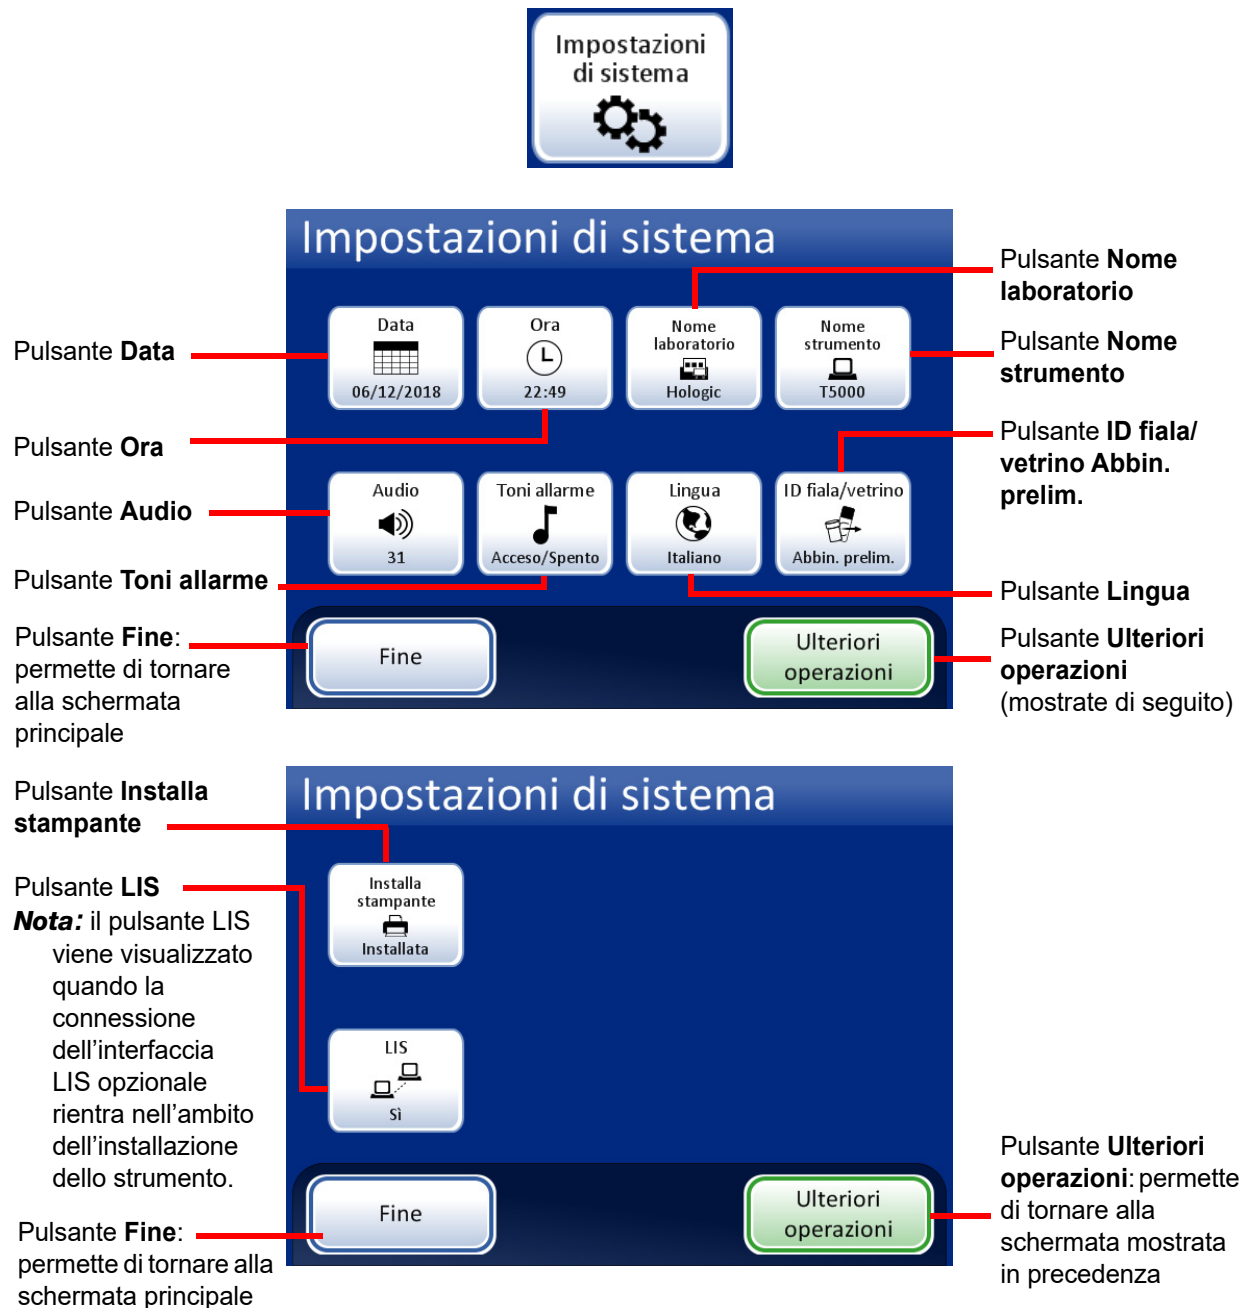 Impostazioni
di sistema
Impostazioni di sistema
Data
06/12/2018
Ora
22:49
Nome
laboratorio
Hologic
Nome
strumento
T5000
Audio
31
Toni allarme
Acceso/Spento
Lingua
Italiano
ID fiala/vetrino
Abbin. prelim.
Fine
Ulteriori
operazioni
Pulsante Data
Pulsante Ora
Pulsante Audio
Pulsante Toni allarme
Pulsante Fine:
permette di tornare
alla schermata
principale
Pulsante Nome
laboratorio
Pulsante Nome
strumento
Pulsante ID fiala/
vetrino Abbin.
prelim.
Pulsante Lingua
Pulsante Ulteriori
operazioni
(mostrate di seguito)
Pulsante Installa
stampante
Pulsante LIS
Nota: il pulsante LIS
viene visualizzato
quando la
connessione
dell'interfaccia
LIS opzionale
rientra nell'ambito
dell'installazione
dello strumento.
Pulsante Fine:
permette di tornare alla
schermata principale
Impostazioni di sistema
Installa
stampante
Installata
LIS
Sì
Fine
Ulteriori
operazioni
Pulsante Ulteriori
operazioni: permette
di tornare alla
schermata mostrata
in precedenza